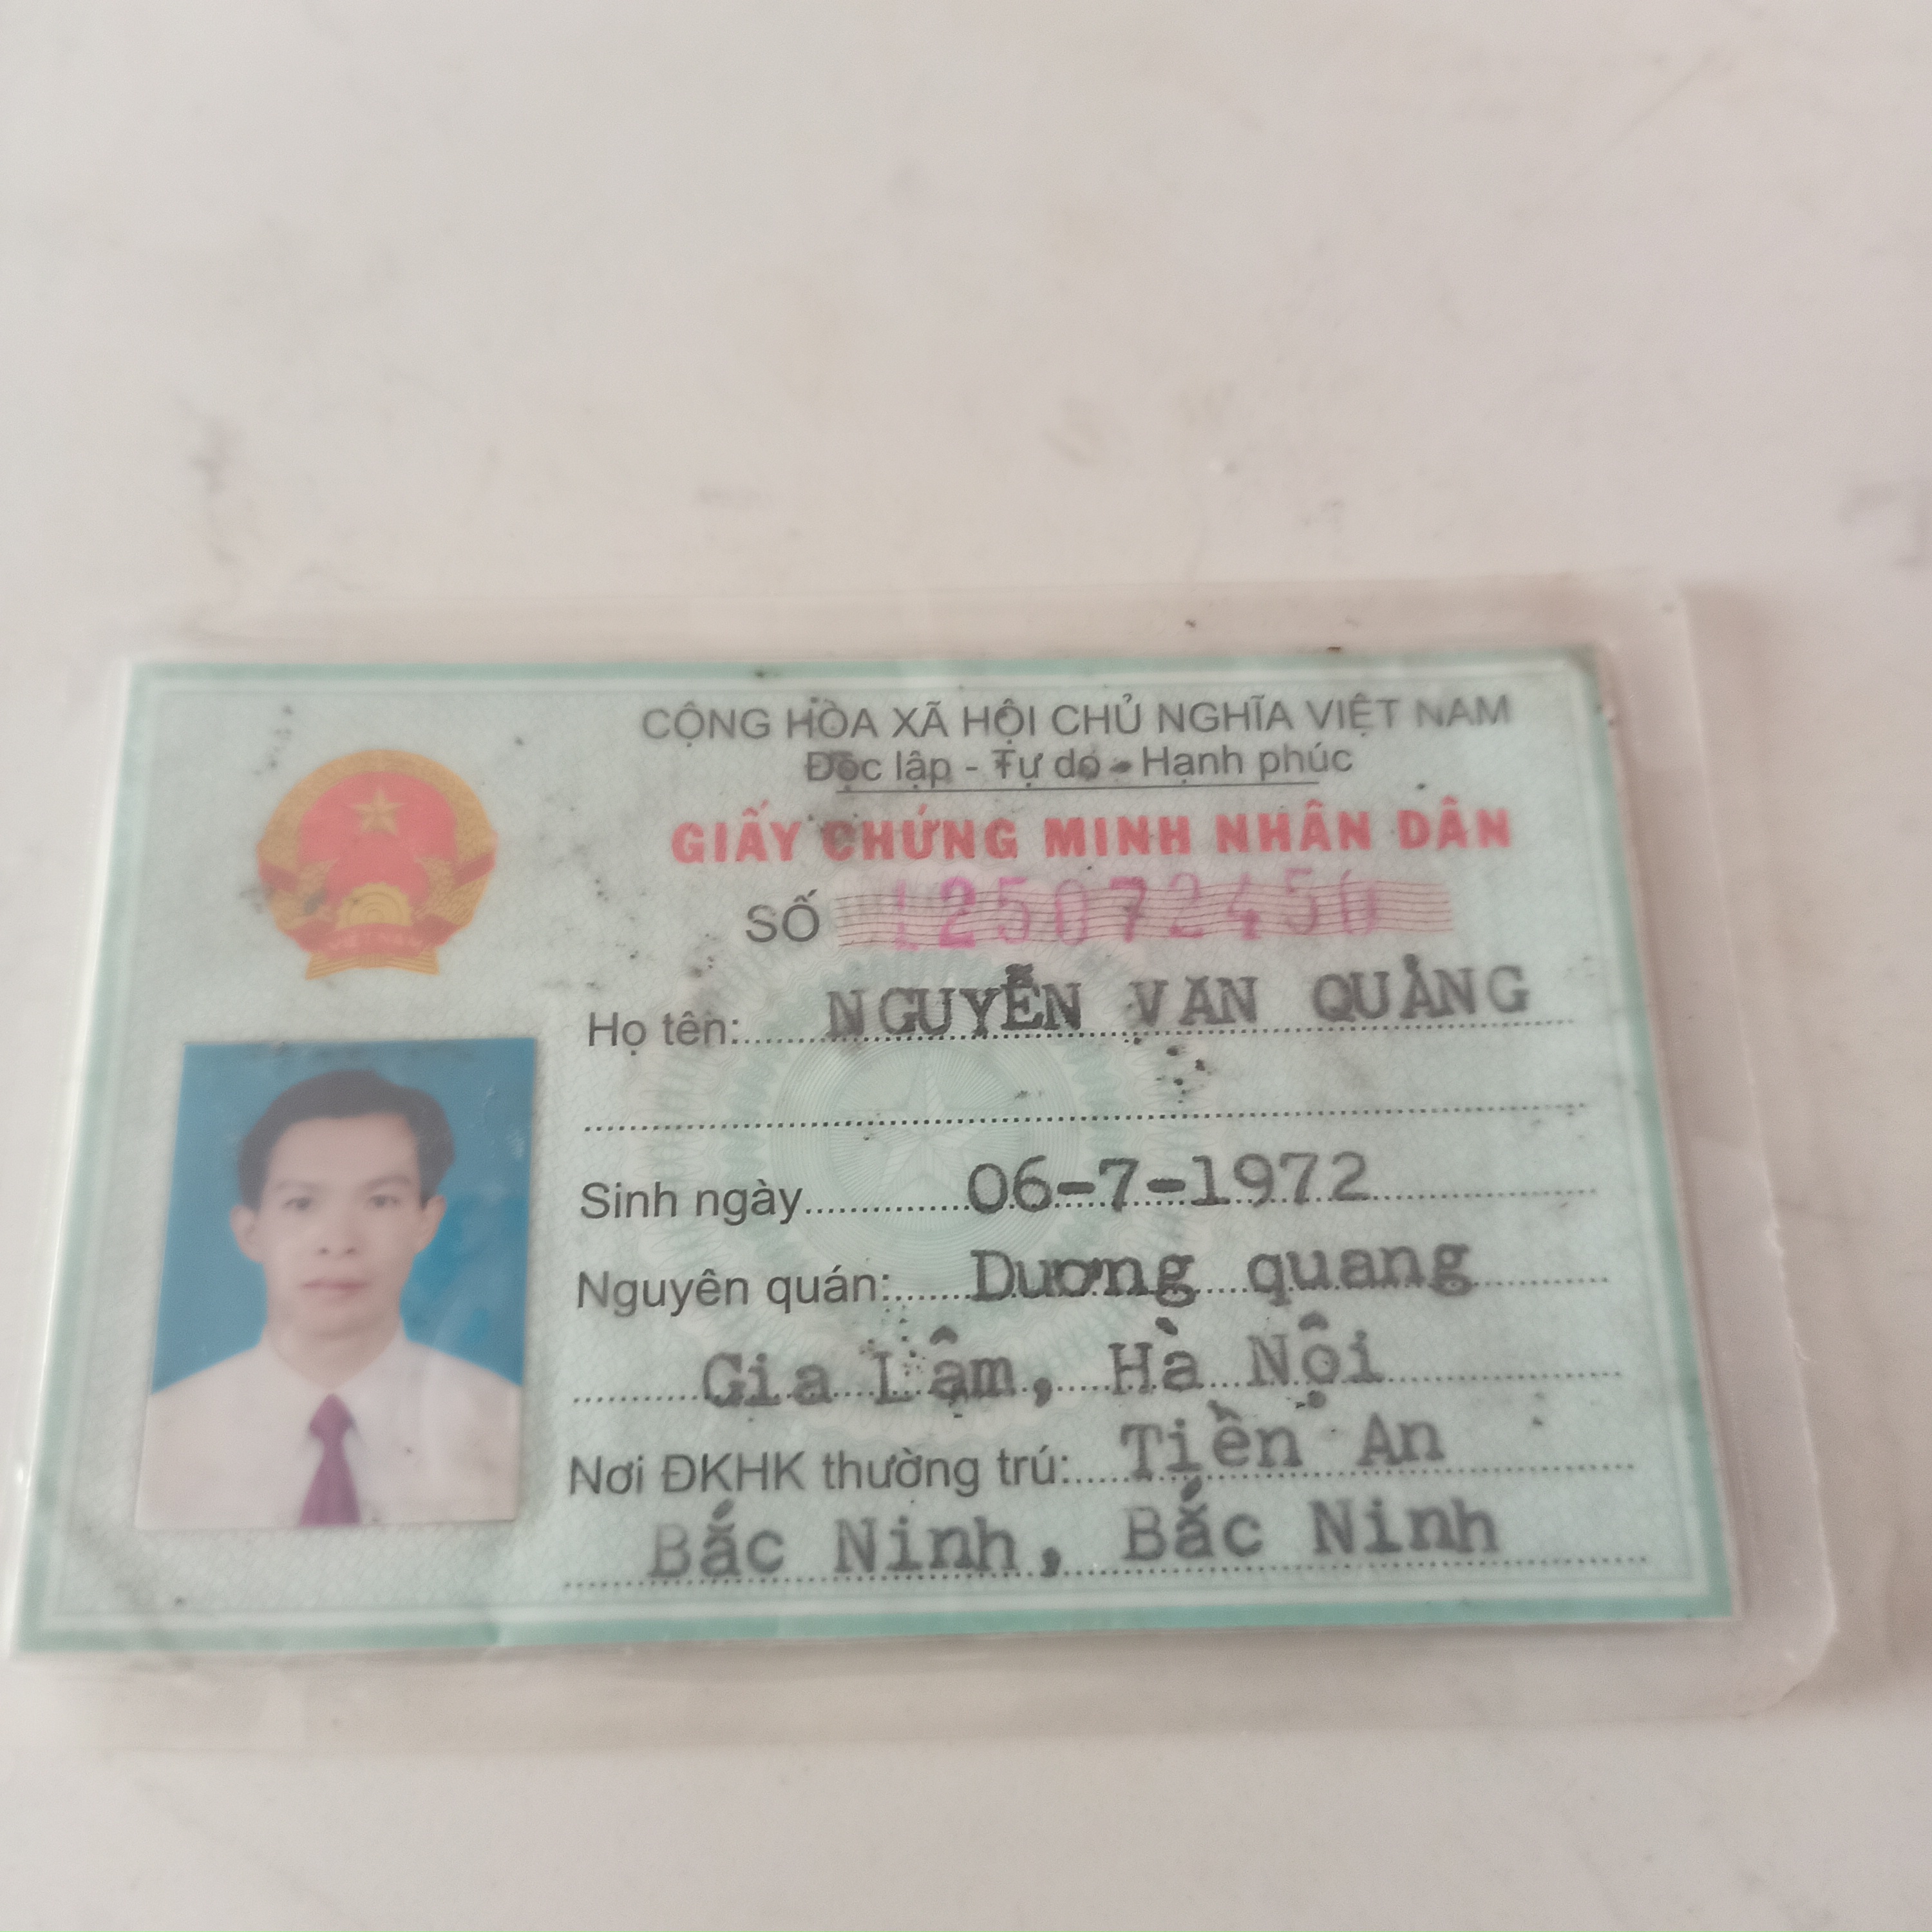 CỘNG HÒA XÃ HỘI CHỦ NGHĨA VIỆT NAM
Độc lập - Tự do - Hạnh phúc
GIẤY CHỨNG MINH NHÂN DÂN
SỐ 125072450
Họ tên: NGUYỄN VAN QUẢNG
Sinh ngày 06-7-1972
Nguyên quán: Dương quang
Gia Lâm, Hà Nội
Nơi ĐKHK thường trú: Tiền An
Bắc Ninh, Bắc Ninh
VIỆT NAM